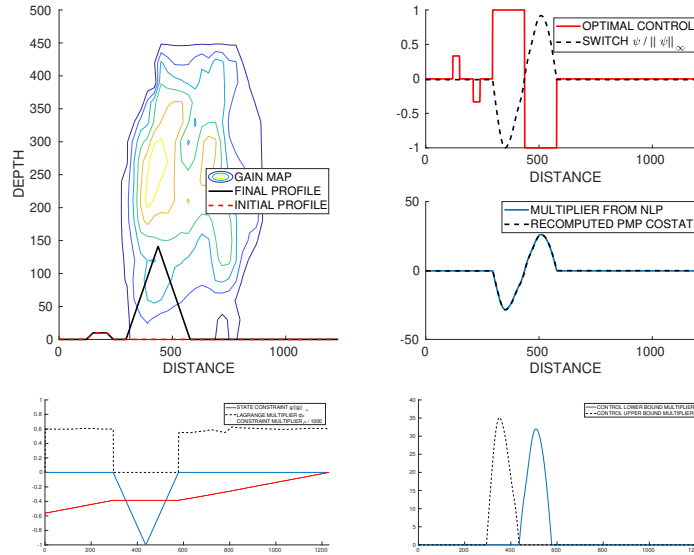 500
450
400
350
300
250
200
150
100
50
0
DEPTH
GAIN MAP
FINAL PROFILE
INITIAL PROFILE
0 500 1000
DISTANCE
1
0.5
0
-0.5
-1
OPTIMAL CONTROL
SWITCH ψ / || ψ||∞
0 500 1000
DISTANCE
50
0
-50
MULTIPLIER FROM NLP
RECOMPUTED PMP COSTAT
0 500 1000
DISTANCE
1
0.8
0.6
0.4
0.2
0
-0.2
-0.4
-0.6
-0.8
-1
STATE CONSTRAINT g/||g||∞
LAGRANGE MULTIPLIER dμ
CONSTRAINT MULTIPLIER μ / 1000
0 200 400 600 800 1000 1200
40
35
30
25
20
15
10
5
0
CONTROL LOWER BOUND MULTIPLIER
CONTROL UPPER BOUND MULTIPLIER
0 200 400 600 800 1000 1200